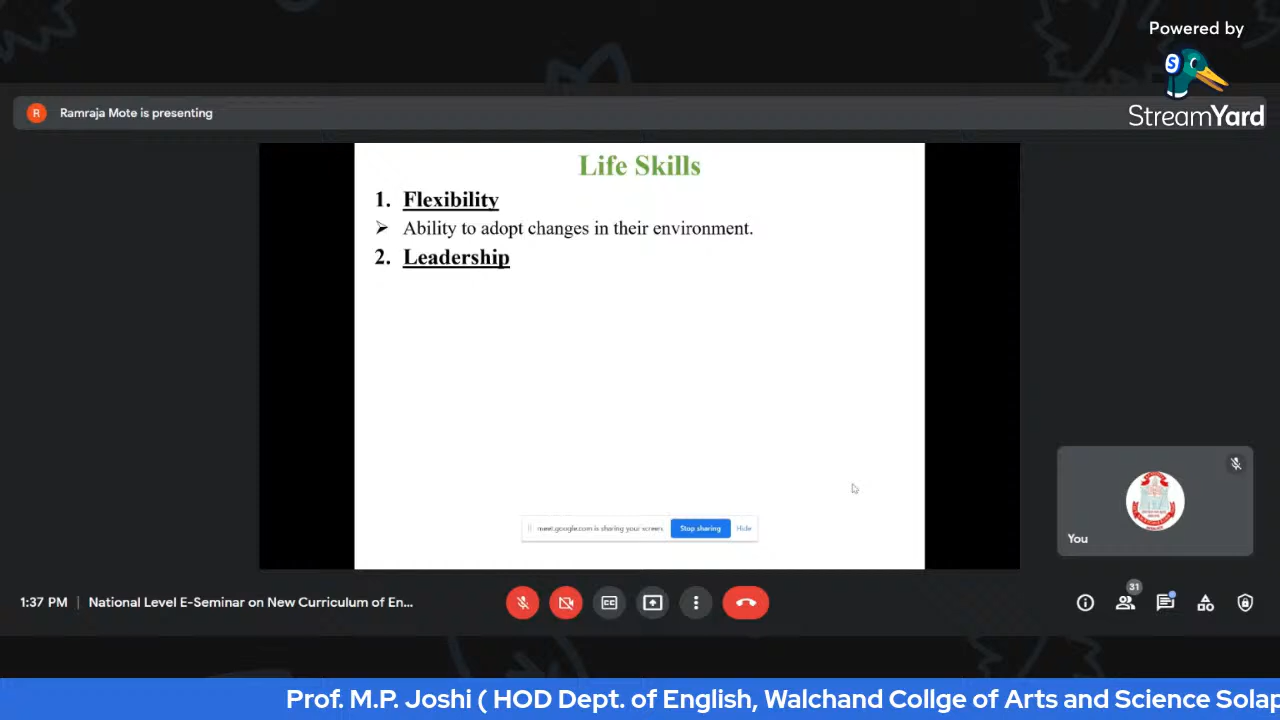 Powered by
StreamYard
R Ramraja Mote is presenting
Life Skills
1. Flexibility
➢ Ability to adopt changes in their environment.
2. Leadership
meet.google.com is sharing your screen. Stop sharing Hide
You
1:37 PM | National Level E-Seminar on New Curriculum of En...
31
Prof. M.P. Joshi ( HOD Dept. of English, Walchand Collge of Arts and Science Solap